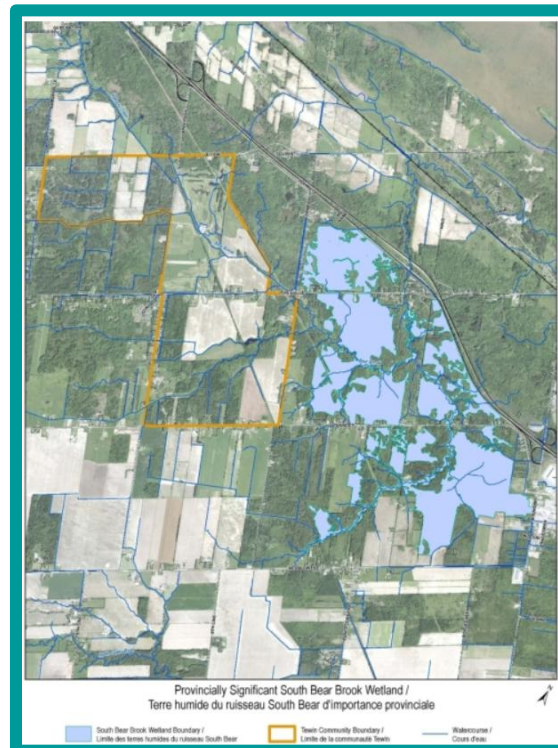 Provincially Significant South Bear Brook Wetland /
Terre humide du ruisseau South Bear d'importance provinciale
South Bear Brook Wetland Boundary /
Limite des terres humides du ruisseau South Bear
Tewin Community Boundary /
Limite de la communauté Tewin
Watercourse /
Cours d'eau